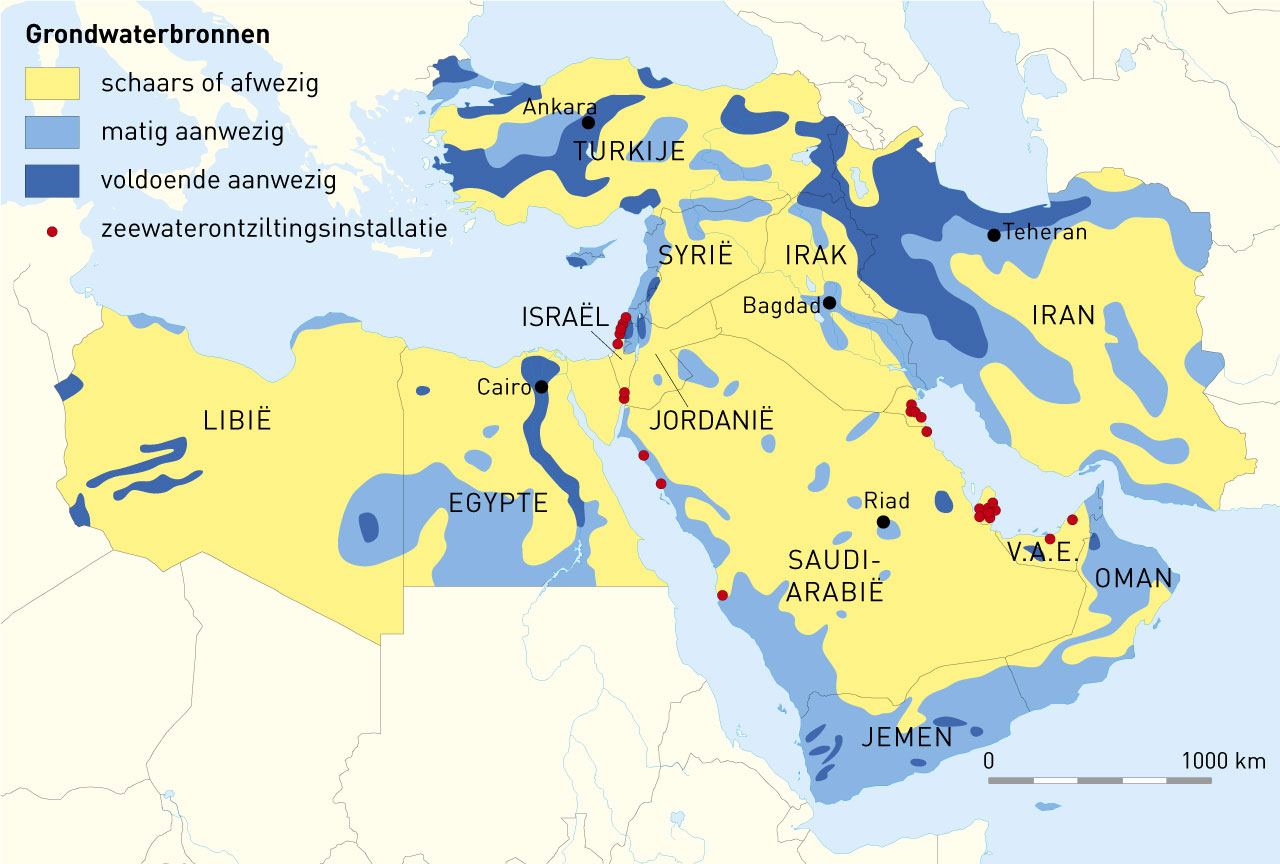 Grondwaterbronnen
schaars of afwezig
matig aanwezig
voldoende aanwezig
zeewaterontziltingsinstallatie
Ankara
TURKIJE
Teheran
SYRIË
IRAK
Bagdad
IRAN
ISRAËL
Cairo
LIBIË
JORDANIË
EGYPTE
Riad
SAUDI-
ARABIË
V.A.E.
OMAN
JEMEN
0 1000 km